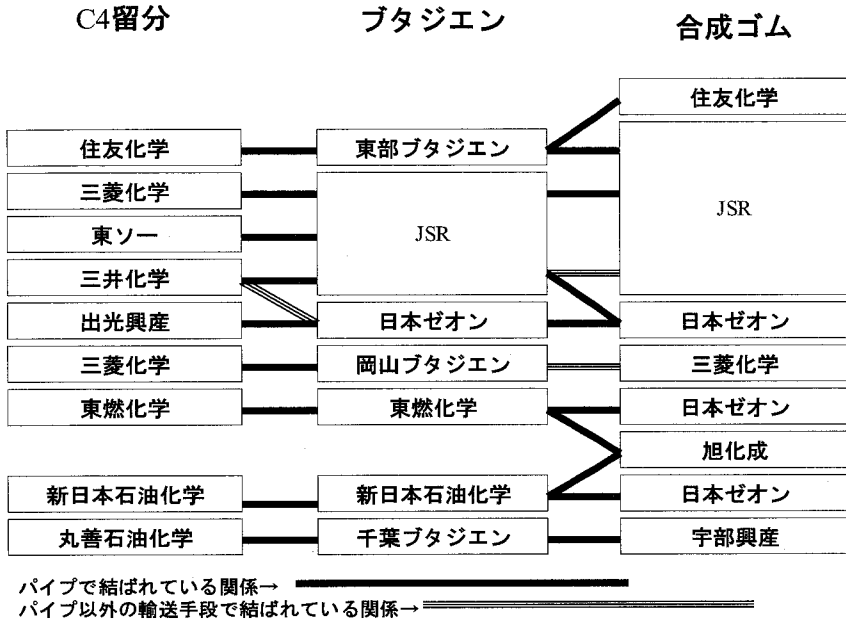 C4留分
ブタジエン
合成ゴム
住友化学
住友化学
東部ブタジエン
三菱化学
JSR
JSR
東ソー
三井化学
出光興産
日本ゼオン
日本ゼオン
三菱化学
岡山ブタジエン
三菱化学
東燃化学
東燃化学
日本ゼオン
旭化成
新日本石油化学
新日本石油化学
日本ゼオン
丸善石油化学
千葉ブタジエン
宇部興産
パイプで結ばれている関係→
パイプ以外の輸送手段で結ばれている関係→